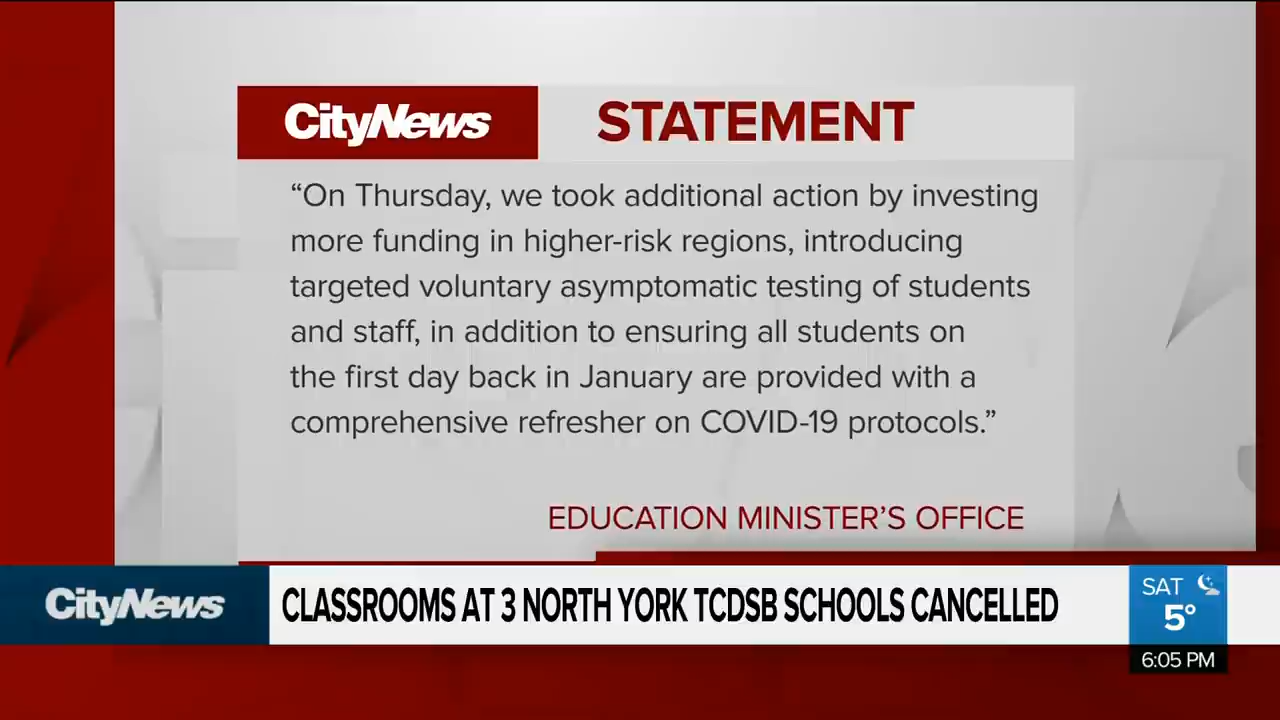 CityNews STATEMENT
“On Thursday, we took additional action by investing
more funding in higher-risk regions, introducing
targeted voluntary asymptomatic testing of students
and staff, in addition to ensuring all students on
the first day back in January are provided with a
comprehensive refresher on COVID-19 protocols.”
EDUCATION MINISTER’S OFFICE
CityNews
CLASSROOMS AT 3 NORTH YORK TCDSB SCHOOLS CANCELLED
SAT
5°
6:05 PM